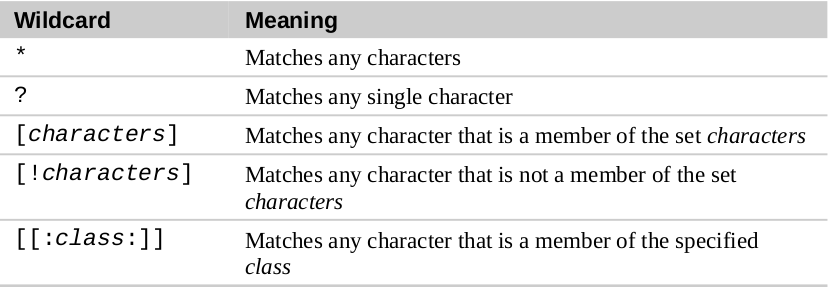 Wildcard Meaning
* Matches any characters
? Matches any single character
[characters] Matches any character that is a member of the set characters
[!characters] Matches any character that is not a member of the set
characters
[[:class:]] Matches any character that is a member of the specified
class